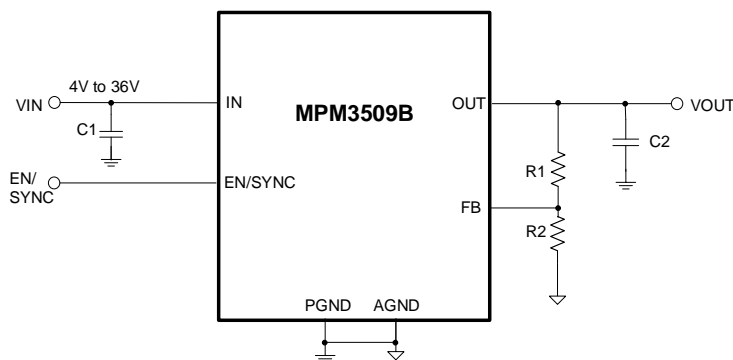 4V to 36V
VIN
IN
MPM3509B
OUT
VOUT
C1
C2
EN/
SYNC
EN/SYNC
R1
FB
R2
PGND
AGND